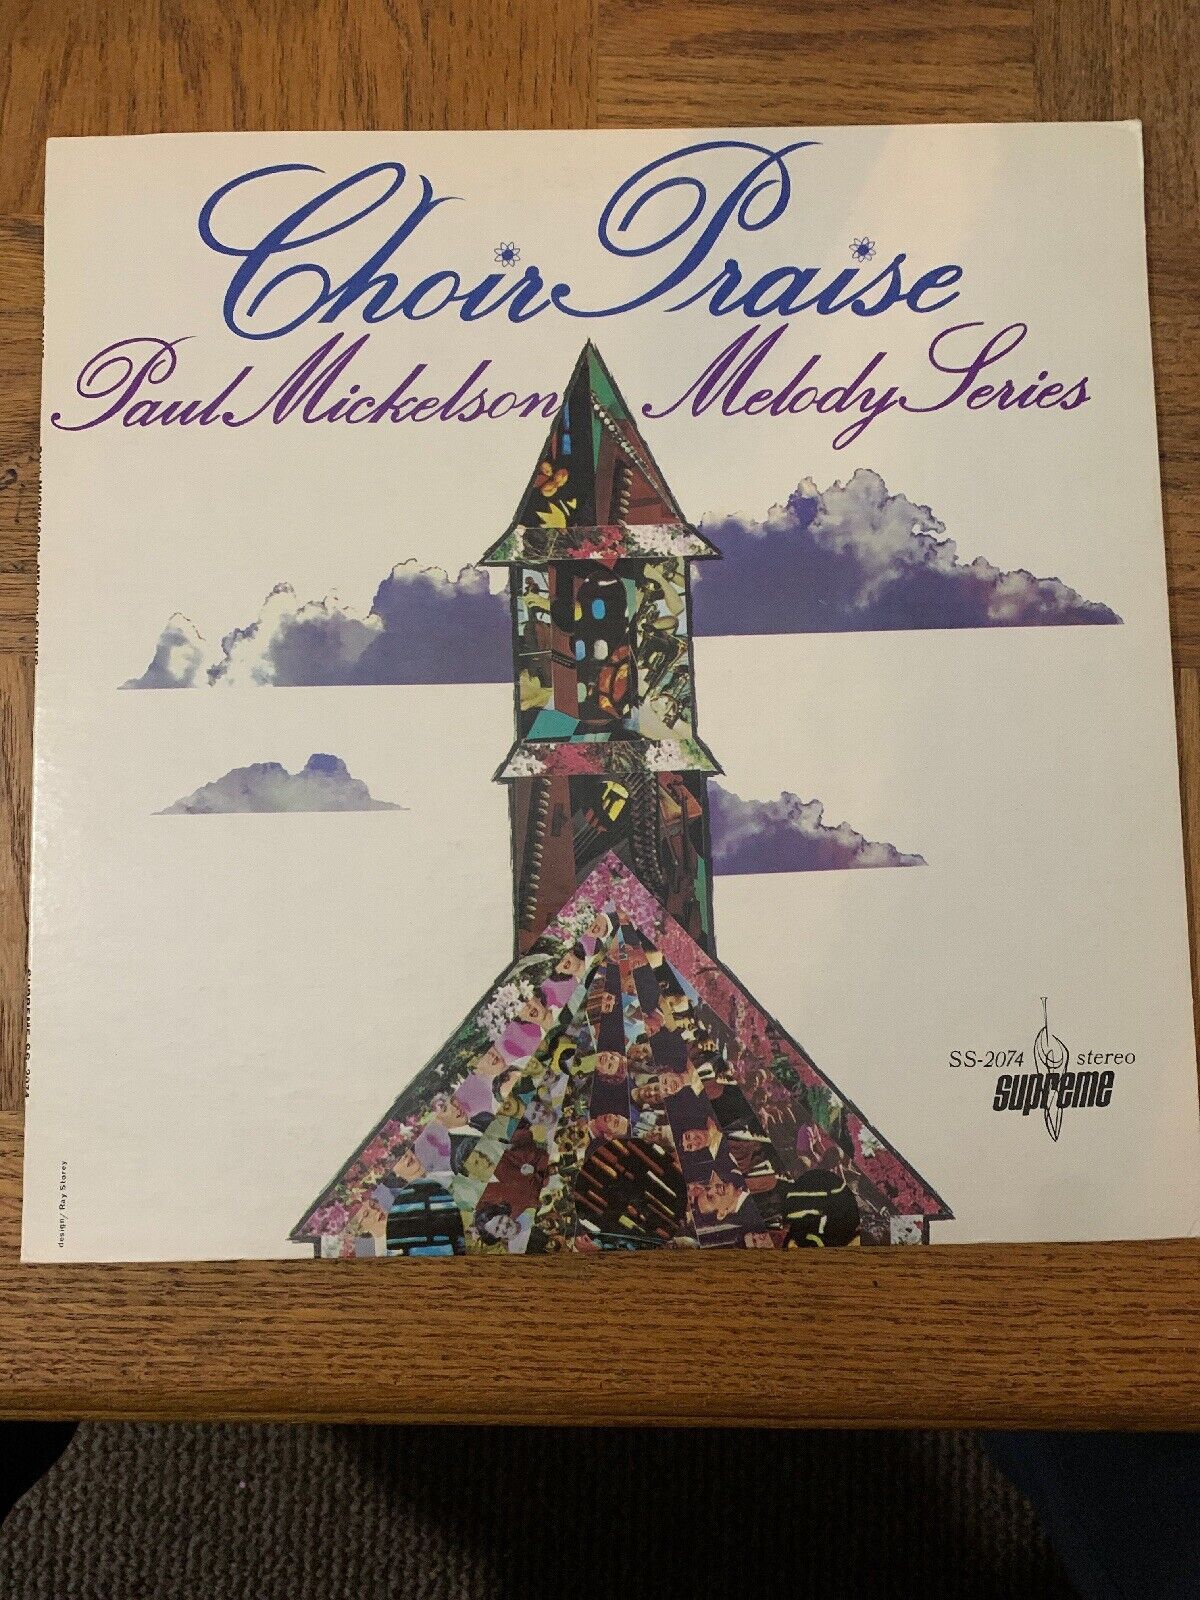 Choir Praise
Paul Mickelson Melody Series
SS-2074 stereo
supreme
design/ Ray Storey